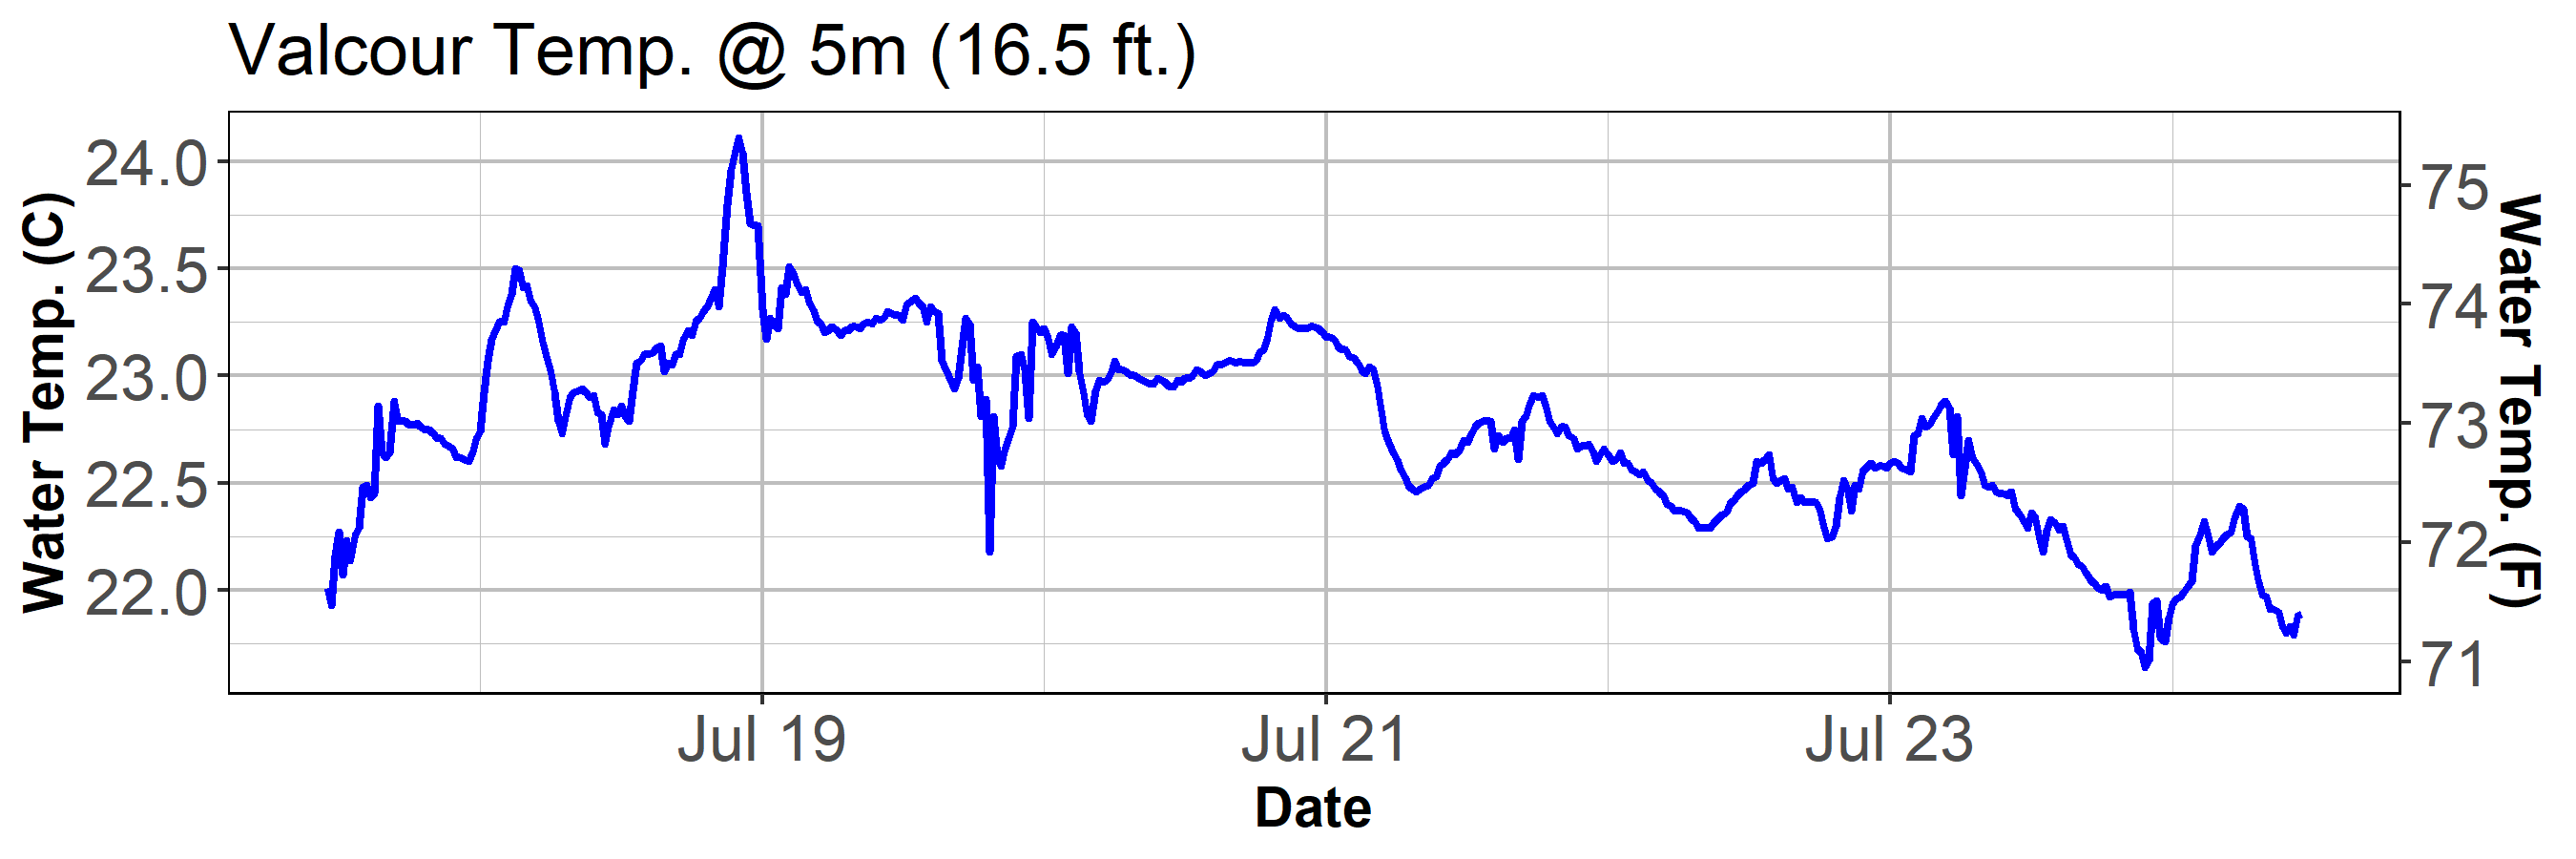 Valcour Temp. @ 5m (16.5 ft.)
Water Temp. (C)
24.0
23.5
23.0
22.5
22.0
75
74
73
72
71
Water Temp. (F)
Jul 19
Jul 21
Jul 23
Date